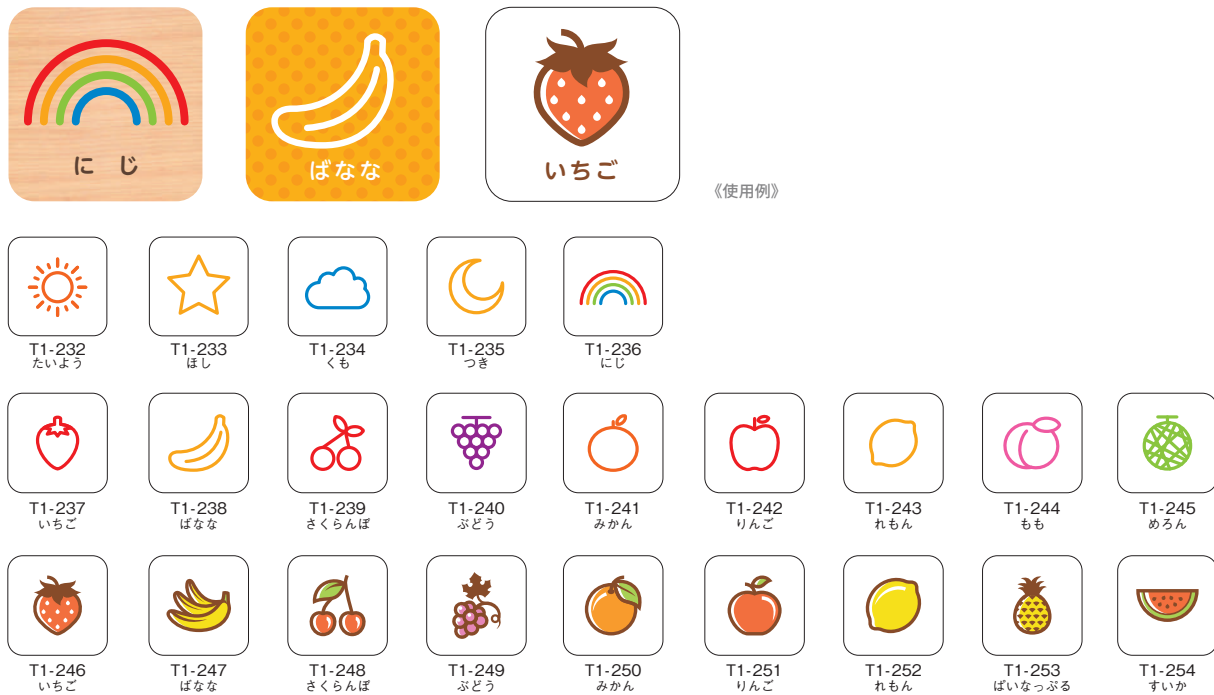 に じ
ばなな
いちご
《使用例》
T1-232
たいよう
T1-233
ほし
T1-234
くも
T1-235
つき
T1-236
にじ
T1-237
いちご
T1-238
ばなな
T1-239
さくらんぼ
T1-240
ぶどう
T1-241
みかん
T1-242
りんご
T1-243
れもん
T1-244
もも
T1-245
めろん
T1-246
いちご
T1-247
ばなな
T1-248
さくらんぼ
T1-249
ぶどう
T1-250
みかん
T1-251
りんご
T1-252
れもん
T1-253
ぱいなっぷる
T1-254
すいか